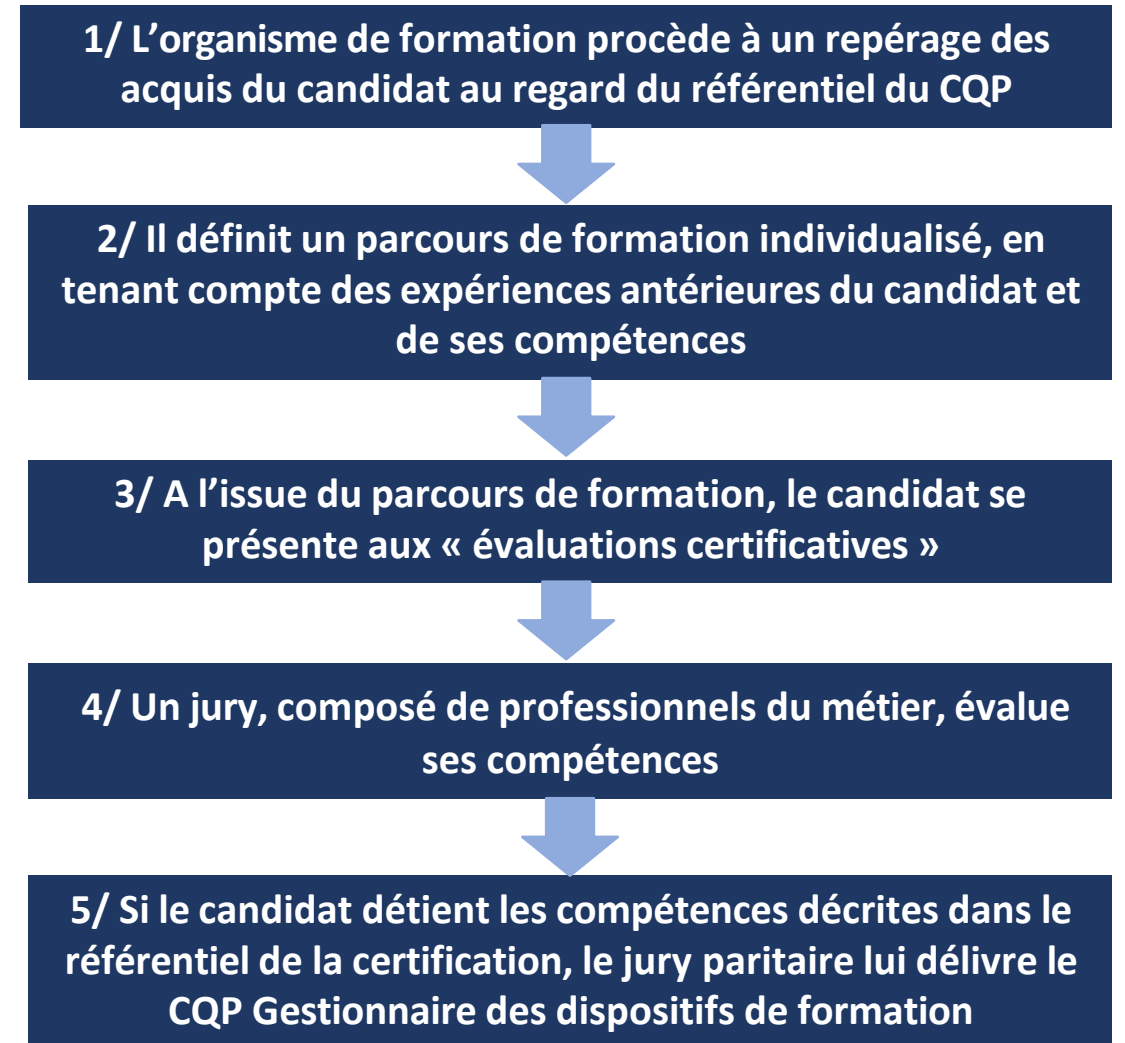 1/ L’organisme de formation procède à un repérage des
acquis du candidat au regard du référentiel du CQP
2/ Il définit un parcours de formation individualisé, en
tenant compte des expériences antérieures du candidat et
de ses compétences
3/ A l’issue du parcours de formation, le candidat se
présente aux « évaluations certificatives »
4/ Un jury, composé de professionnels du métier, évalue
ses compétences
5/ Si le candidat détient les compétences décrites dans le
référentiel de la certification, le jury paritaire lui délivre le
CQP Gestionnaire des dispositifs de formation